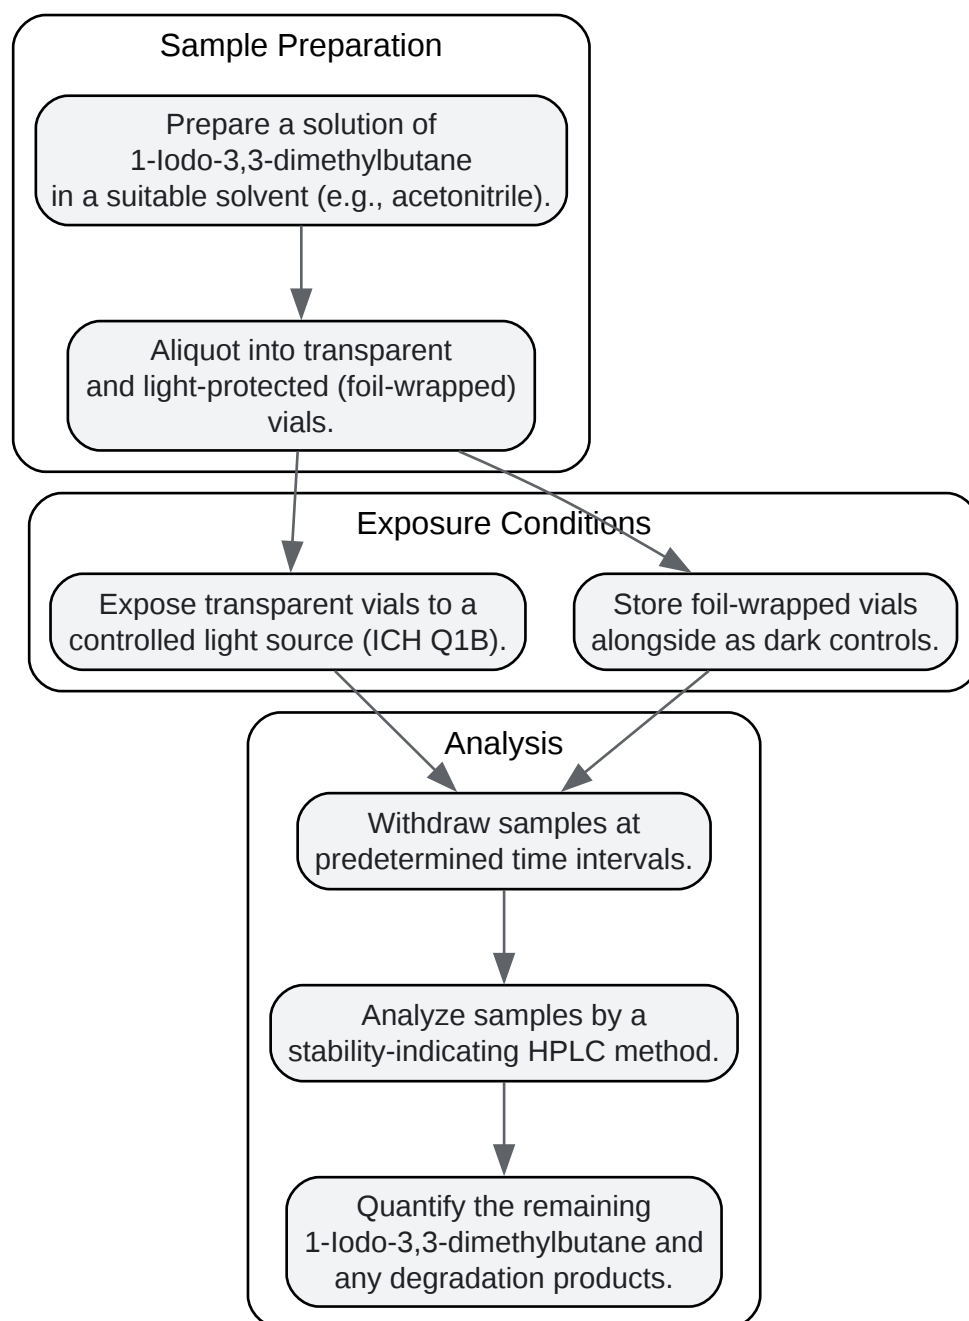 Sample Preparation
Prepare a solution of
1-Iodo-3,3-dimethylbutane
in a suitable solvent (e.g., acetonitrile).
Aliquot into transparent
and light-protected (foil-wrapped)
vials.
Exposure Conditions
Expose transparent vials to a
controlled light source (ICH Q1B).
Store foil-wrapped vials
alongside as dark controls.
Analysis
Withdraw samples at
predetermined time intervals.
Analyze samples by a
stability-indicating HPLC method.
Quantify the remaining
1-Iodo-3,3-dimethylbutane and
any degradation products.